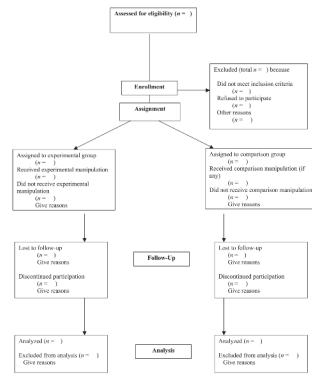 Assessed for eligibility (n = )
Enrollment
Excluded (total n = ) because
Did not meet inclusion criteria
(n = )
Refused to participate
(n = )
Other reasons
(n = )
Assignment
Assigned to experimental group
(n = )
Received experimental manipulation
(n = )
Did not receive experimental
manipulation
(n = )
Give reasons
Assigned to comparison group
(n = )
Received comparison manipulation (if
any)
(n = )
Did not receive comparison manipulation
(n = )
Give reasons
Lost to follow-up
(n = )
Give reasons
Discontinued participation
(n = )
Give reasons
Follow-Up
Lost to follow-up
(n = )
Give reasons
Discontinued participation
(n = )
Give reasons
Analyzed (n = )
Excluded from analysis (n = )
Give reasons
Analysis
Analyzed (n = )
Excluded from analysis (n = )
Give reasons